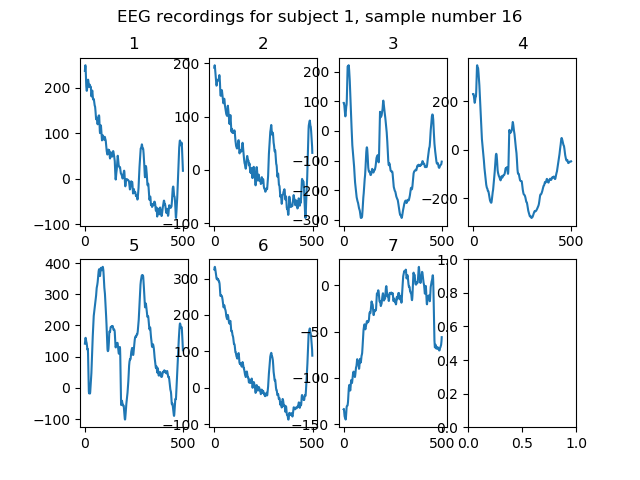 EEG recordings for subject 1, sample number 16
1 2 3 4
200 100 0 −100 0 500
200 100 0 −100 0 500
200 100 0 −100 −200 −300 0 500
200 0 −200 0 500
5 6 7
400 300 200 100 0 −100 0 500
300 200 100 0 −100 0 500
0 −50 −100 −150 0 500
1.0 0.8 0.6 0.4 0.2 0.0 0.0 0.5 1.0